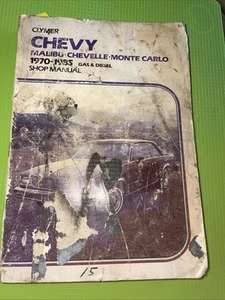 CLYMER
CHEVY
MALIBU·CHEVELLE·MONTE CARLO
1970-1985 GAS & DIESEL
SHOP MANUAL
15